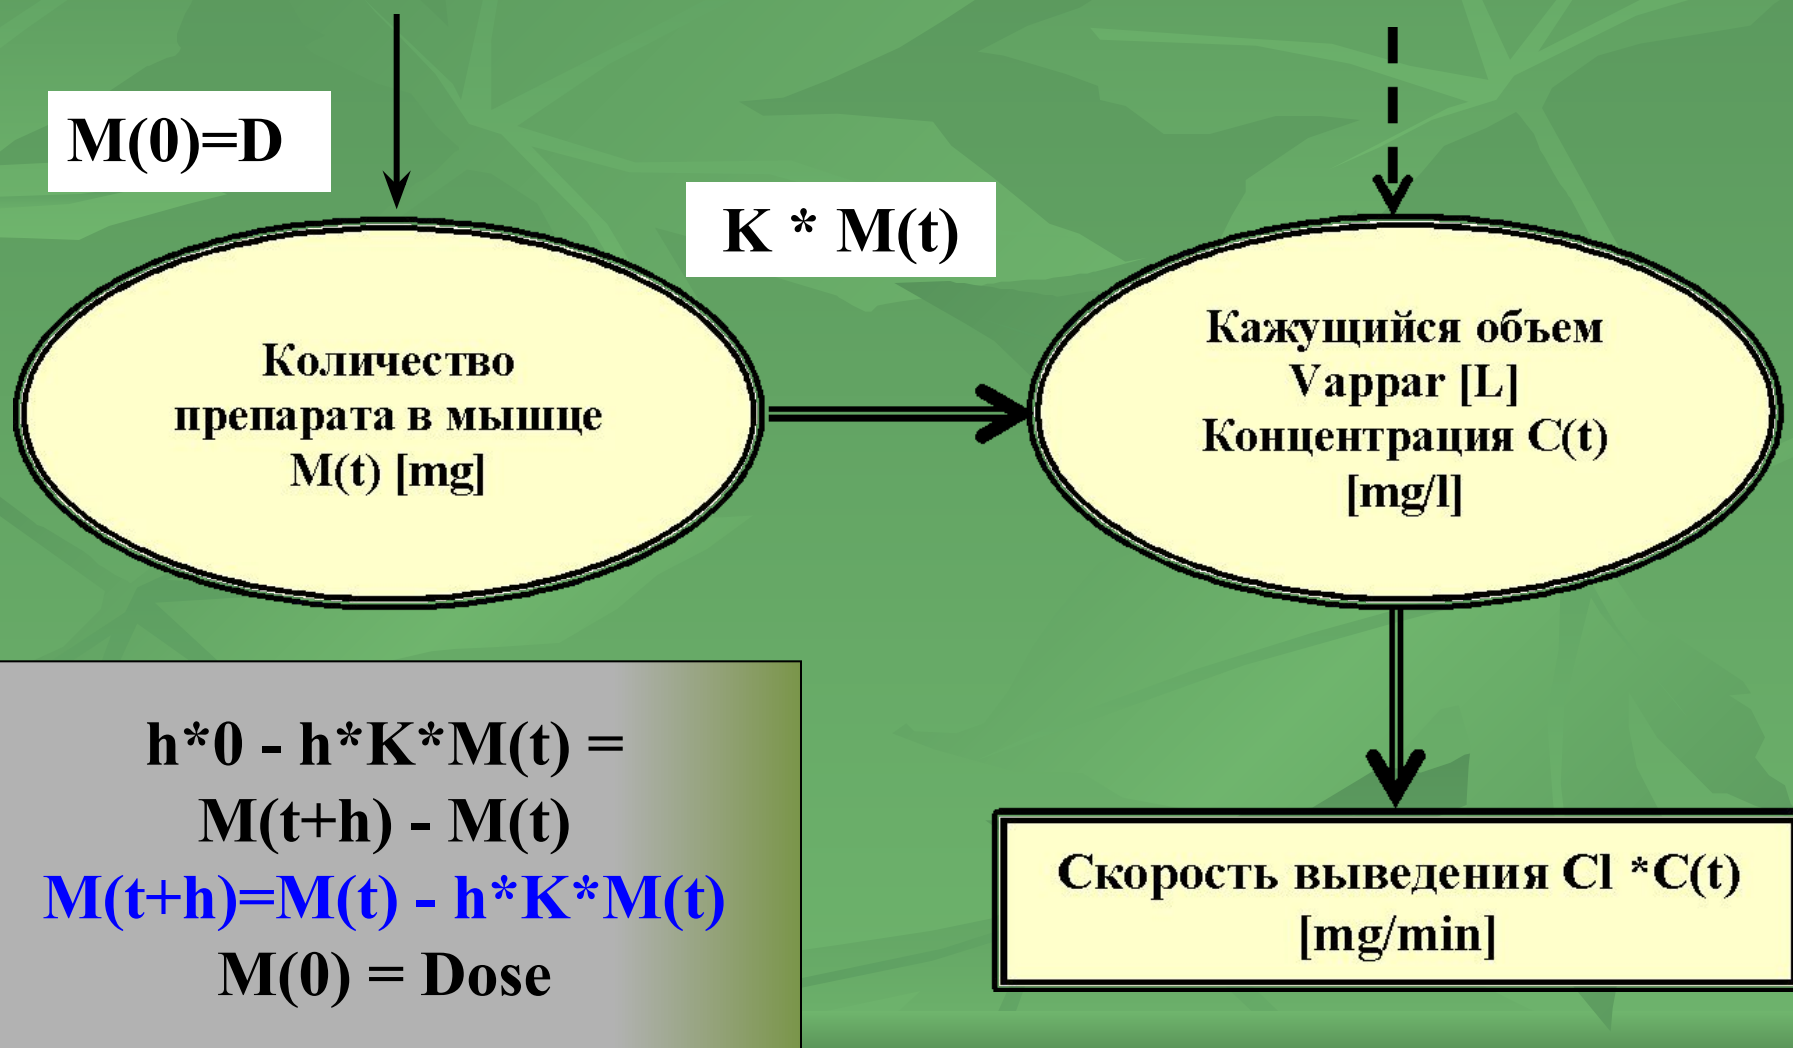 M(0)=D
K * M(t)
Количество
препарата в мышце
M(t) [mg]
Кажущийся объем
Vappar [L]
Концентрация C(t)
[mg/l]
h*0 - h*K*M(t) =
M(t+h) - M(t)
M(t+h)=M(t) - h*K*M(t)
M(0) = Dose
Скорость выведения Cl *C(t)
[mg/min]